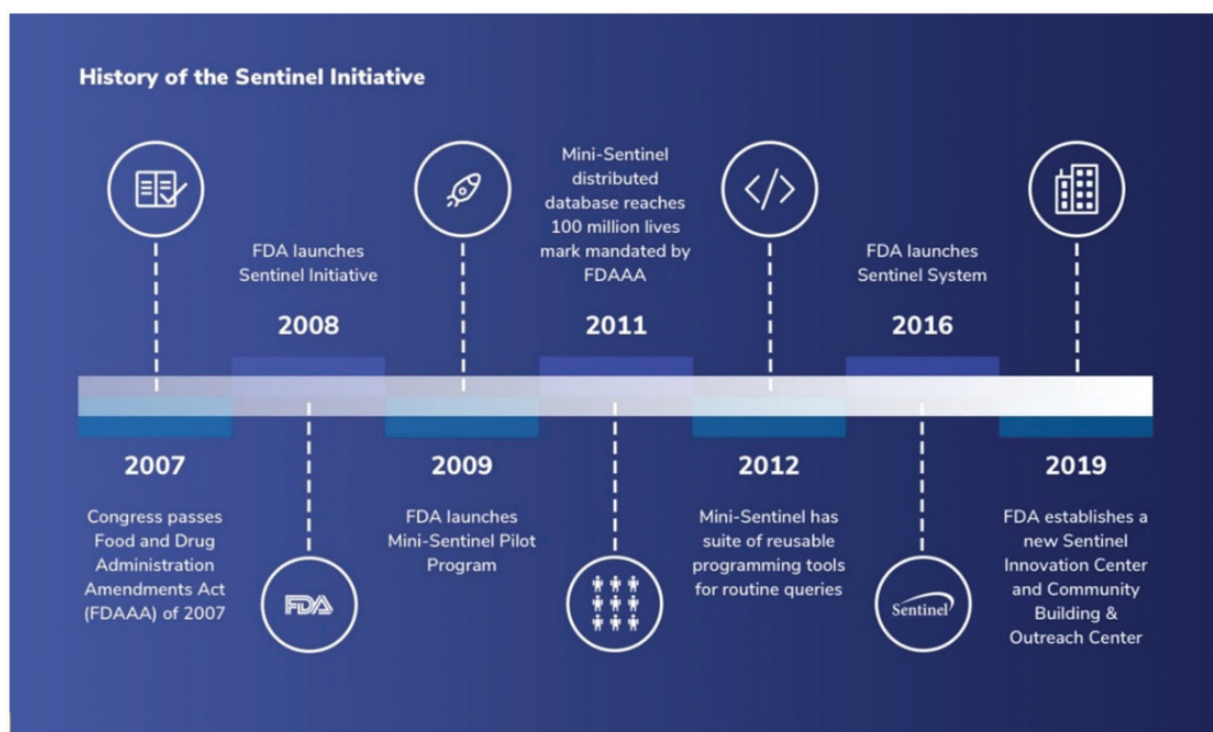 History of the Sentinel Initiative
2007
Congress passes
Food and Drug
Administration
Amendments Act
(FDAAA) of 2007
FDA launches
Sentinel Initiative
2008
FDA
2009
FDA launches
Mini-Sentinel Pilot
Program
Mini-Sentinel
distributed
database reaches
100 million lives
mark mandated by
FDAAA
2011
</>
2012
Mini-Sentinel has
suite of reusable
programming tools
for routine queries
FDA launches
Sentinel System
2016
Sentinel
2019
FDA establishes a
new Sentinel
Innovation Center
and Community
Building &
Outreach Center